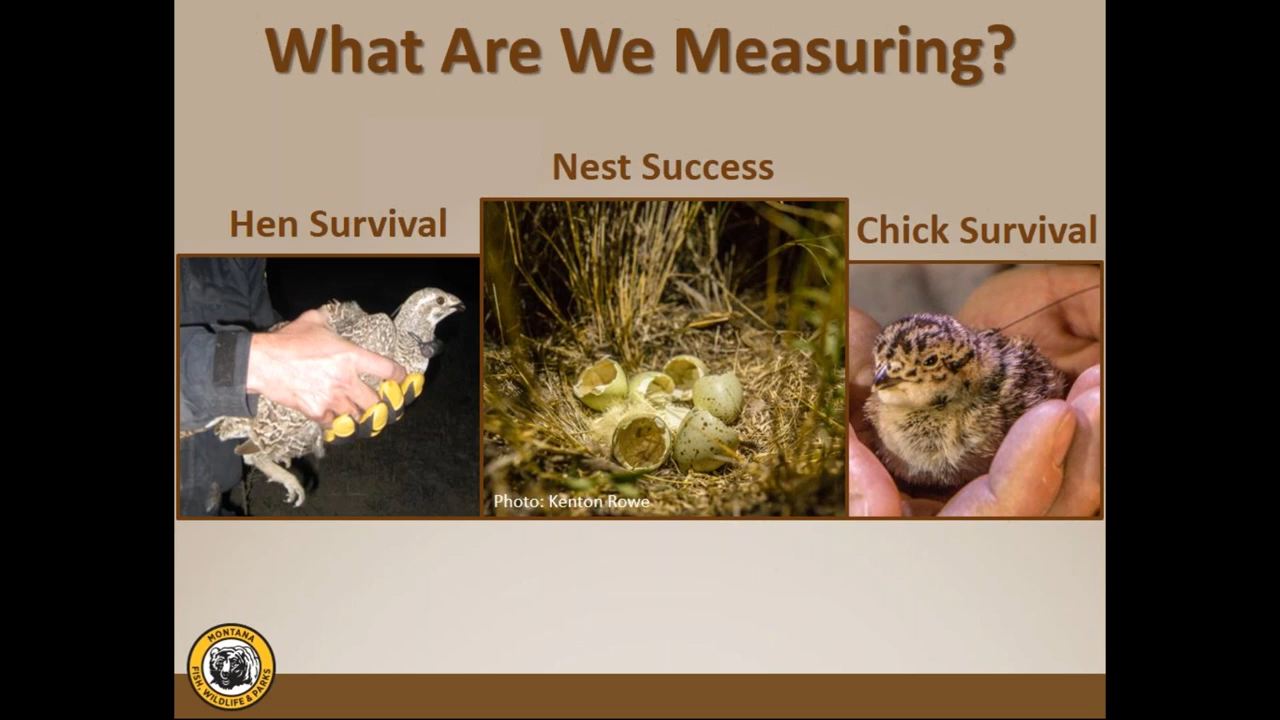 What Are We Measuring?
Nest Success
Hen Survival
Chick Survival
Photo: Kenton Rowe
MONTANA
FISH, WILDLIFE & PARKS